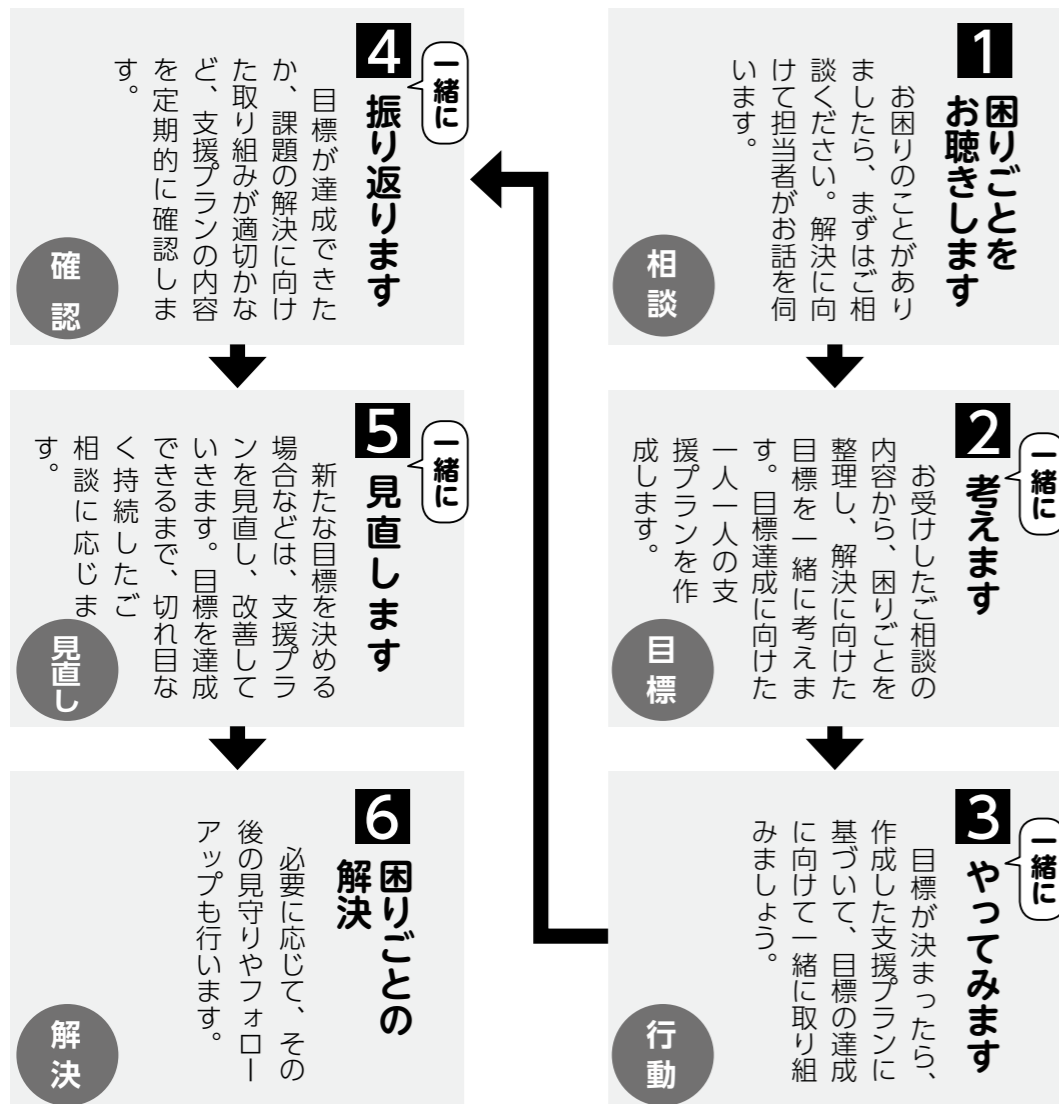 1
困りごとを
お聴きします
お困りのことがあり
ましたら、まずはご相
談ください。解決に向
けて担当者がお話を伺
います。
相談
一緒に
2 考えます
お受けしたご相談の
内容から、困りごとを
整理し、解決に向けた
目標を一緒に考えま
す。目標達成に向けた
一人一人の支
援プランを作
成します。
目標
一緒に
3 やってみます
目標が決まったら、
作成した支援プランに
基づいて、目標の達成
に向けて一緒に取り組
みましょう。
行動
一緒に
4 振り返ります
目標が達成できた
か、課題の解決に向け
た取り組みが適切かな
ど、支援プランの内容
を定期的に確認しま
す。
確認
一緒に
5 見直します
新たな目標を決める
場合などは、支援プラ
ンを見直し、改善して
いきます。目標を達成
できるまで、切れ目な
く持続したご
相談に応じま
す。
見直し
6
困りごとの
解決
必要に応じて、その
後の見守りやフォロー
アップも行います。
解決